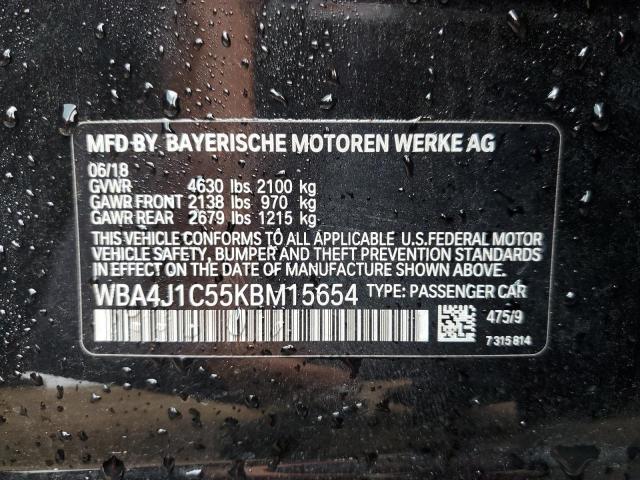 MFD BY BAYERISCHE MOTOREN WERKE AG
06/18
GVWR 4630 lbs 2100 kg
GAWR FRONT 2138 lbs 970 kg
GAWR REAR 2679 lbs 1215 kg
THIS VEHICLE CONFORMS TO ALL APPLICABLE U.S.FEDERAL MOTOR
VEHICLE SAFETY, BUMPER AND THEFT PREVENTION
STANDARDS IN EFFECT ON THE DATE OF MANUFACTURE SHOWN ABOVE.
WBA4J1C55KBM15654 TYPE: PASSENGER CAR
475/9
7 315 814